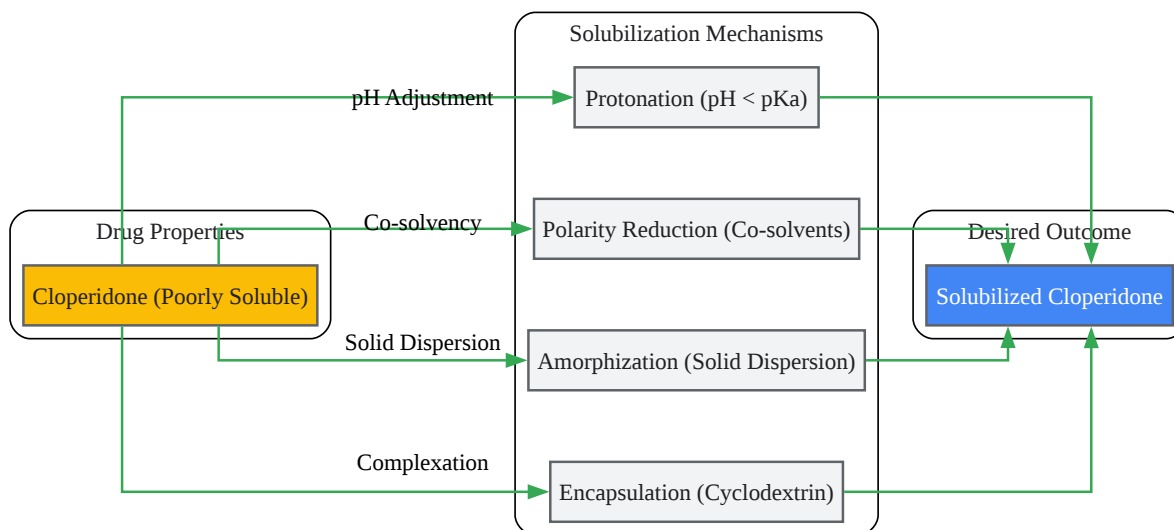 Solubilization Mechanisms
pH Adjustment
Protonation (pH < pKa)
Drug Properties
Co-solvency
Polarity Reduction (Co-solvents)
Desired Outcome
Cloperidone (Poorly Soluble)
Solubilized Cloperidone
Solid Dispersion
Amorphization (Solid Dispersion)
Complexation
Encapsulation (Cyclodextrin)